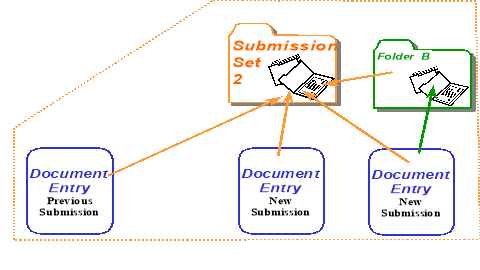 Submission
Set
2
Folder B
Document
Entry
Previous
Submission
Document
Entry
New
Submission
Document
Entry
New
Submission